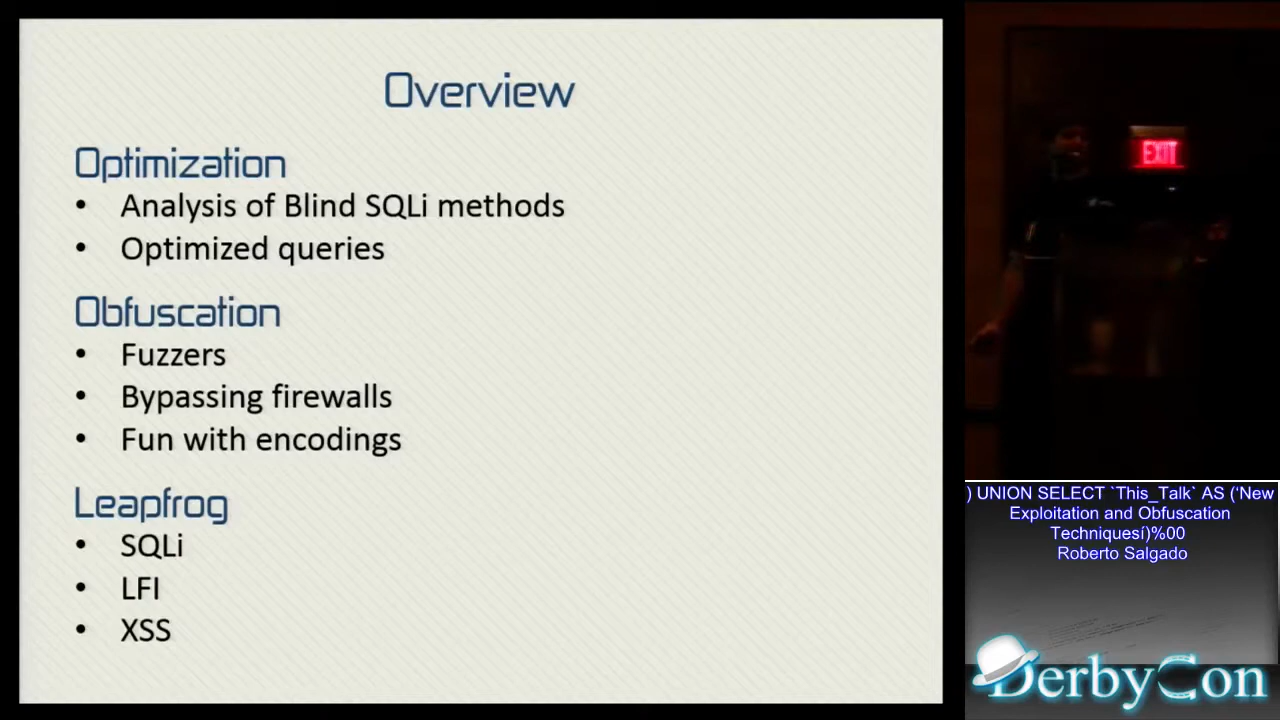 Overview
Optimization
• Analysis of Blind SQLi methods
• Optimized queries
Obfuscation
• Fuzzers
• Bypassing firewalls
• Fun with encodings
Leapfrog
• SQLi
• LFI
• XSS
EXIT
) UNION SELECT `This_Talk` AS ('New
Exploitation and Obfuscation
Techniquesí)%00
Roberto Salgado
DerbyCon